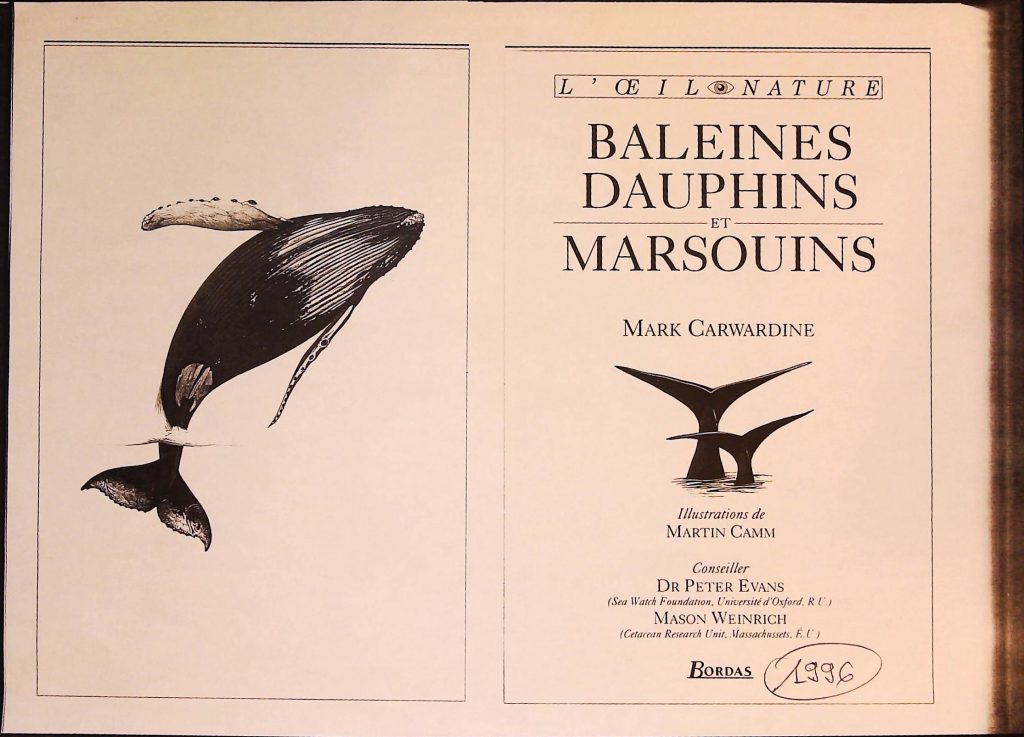 L'ŒIL NATURE
BALEINES
DAUPHINS
ET
MARSOUINS
MARK CARWARDINE
Illustrations de
MARTIN CAMM
Conseiller
DR PETER EVANS
(Sea Watch Foundation, Université d'Oxford, R.U.)
MASON WEINRICH
(Cetacean Research Unit, Massachussets, É.U.)
BORDAS 1996